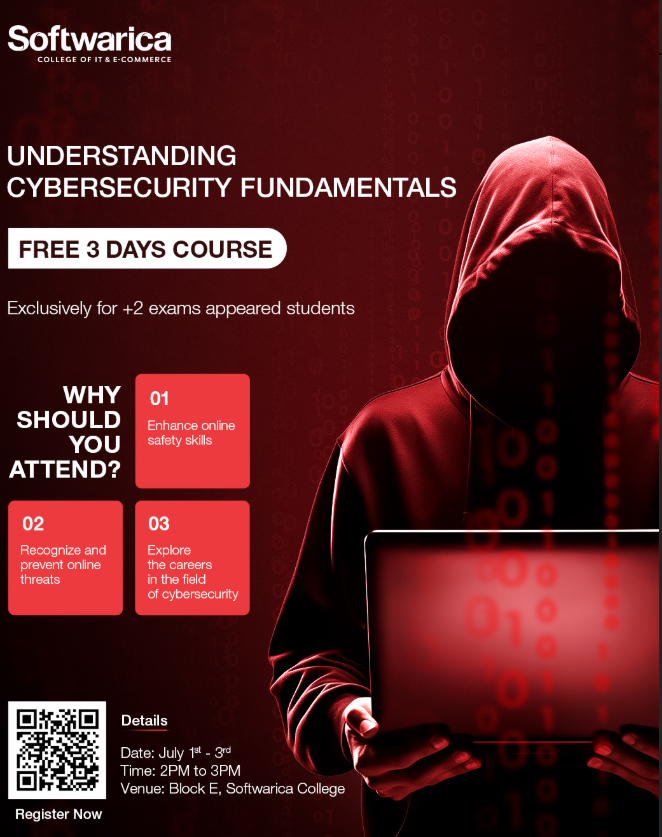 Softwarica
COLLEGE OF IT & E-COMMERCE
UNDERSTANDING
CYBERSECURITY FUNDAMENTALS
FREE 3 DAYS COURSE
Exclusively for +2 exams appeared students
WHY
SHOULD
YOU
ATTEND?
01
Enhance online
safety skills
02
Recognize and
prevent online
threats
03
Explore
the careers
in the field
of cybersecurity
Register Now
Details
Date: July 1st - 3rd
Time: 2PM to 3PM
Venue: Block E, Softwarica College